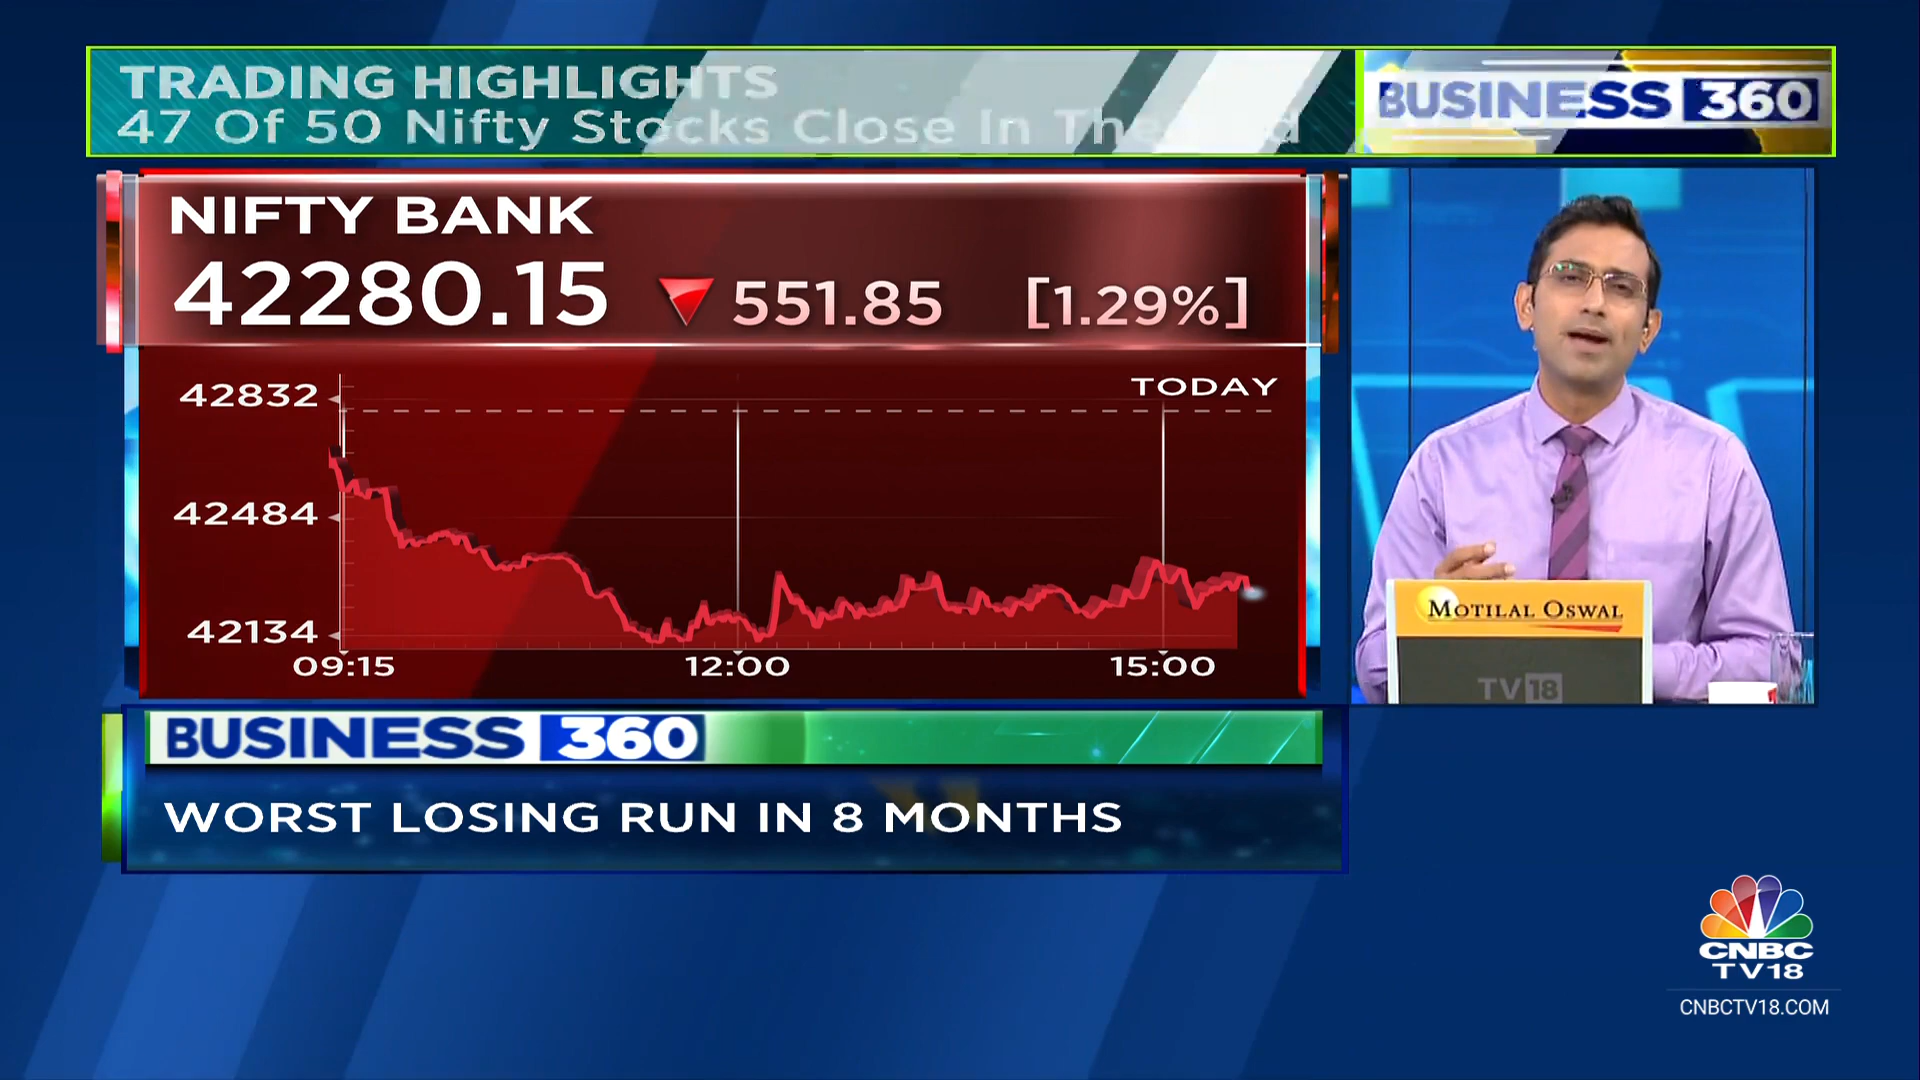 TRADING HIGHLIGHTS
47 Of 50 Nifty Stocks Close In
BUSINESS 360
NIFTY BANK
42280.15 ▼ 551.85 [1.29%]
TODAY
42832
42484
42134
09:15 12:00 15:00
MOTILAL OSWAL
TV18
BUSINESS 360
WORST LOSING RUN IN 8 MONTHS
CNBC
TV18
CNBCTV18.COM